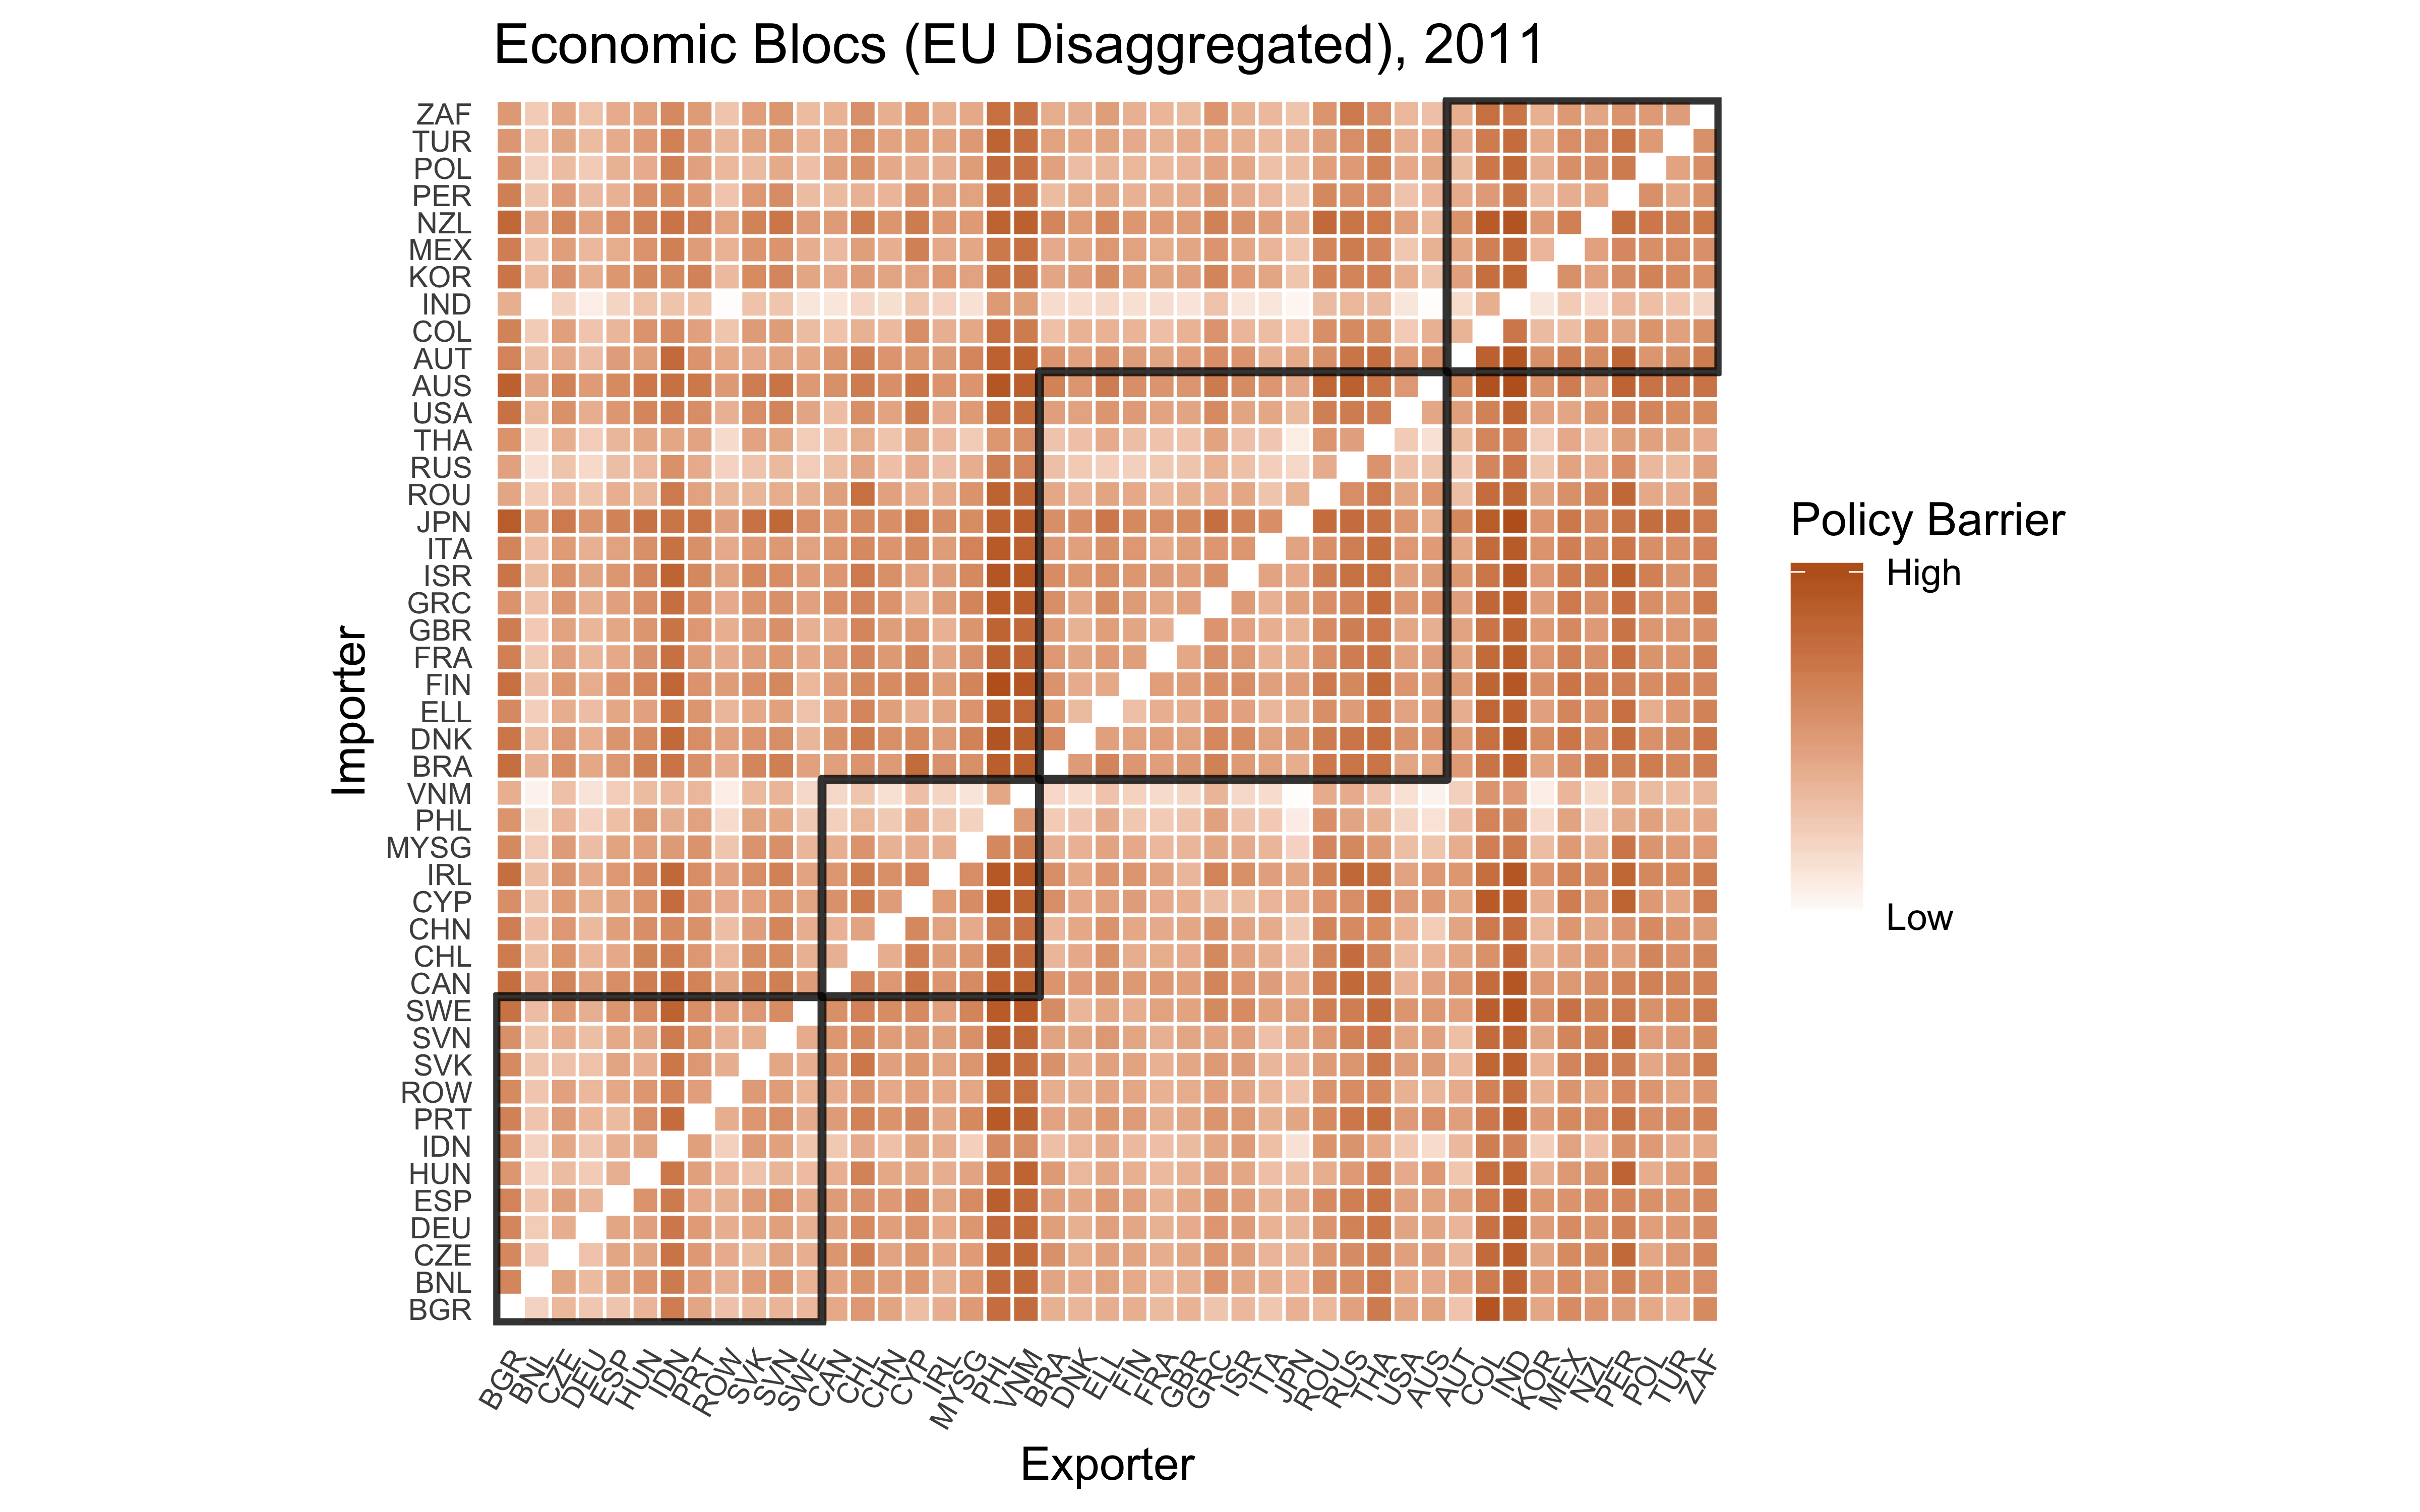 Economic Blocs (EU Disaggregated), 2011
Importer
ZAF
TUR
POL
PER
NZL
MEX
KOR
IND
COL
AUT
AUS
USA
THA
RUS
ROU
JPN
ITA
ISR
GRC
GBR
FRA
FIN
ELL
DNK
BRA
VNM
PHL
MYSG
IRL
CYP
CHN
CHL
CAN
SWE
SVN
SVK
ROW
PRT
IDN
HUN
ESP
DEU
CZE
BNL
BGR
BGR
BNL
CZE
DEU
ESP
HUN
IDN
PRT
ROW
SVK
SVN
SWE
CAN
CHL
CHN
CYP
IRL
MYSG
PHL
VNM
BRA
DNK
ELL
FIN
FRA
GBR
GRC
ISR
ITA
JPN
ROU
RUS
THA
USA
AUS
AUT
COL
IND
KOR
MEX
NZL
PER
POL
TUR
ZAF
Exporter
Policy Barrier
High
Low